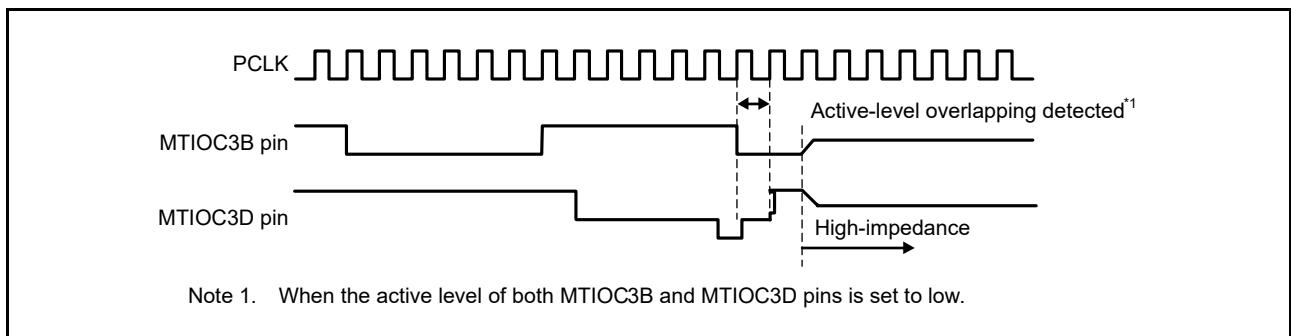 PCLK
Active-level overlapping detected*1
MTIOC3B pin
MTIOC3D pin
High-impedance
Note 1. When the active level of both MTIOC3B and MTIOC3D pins is set to low.